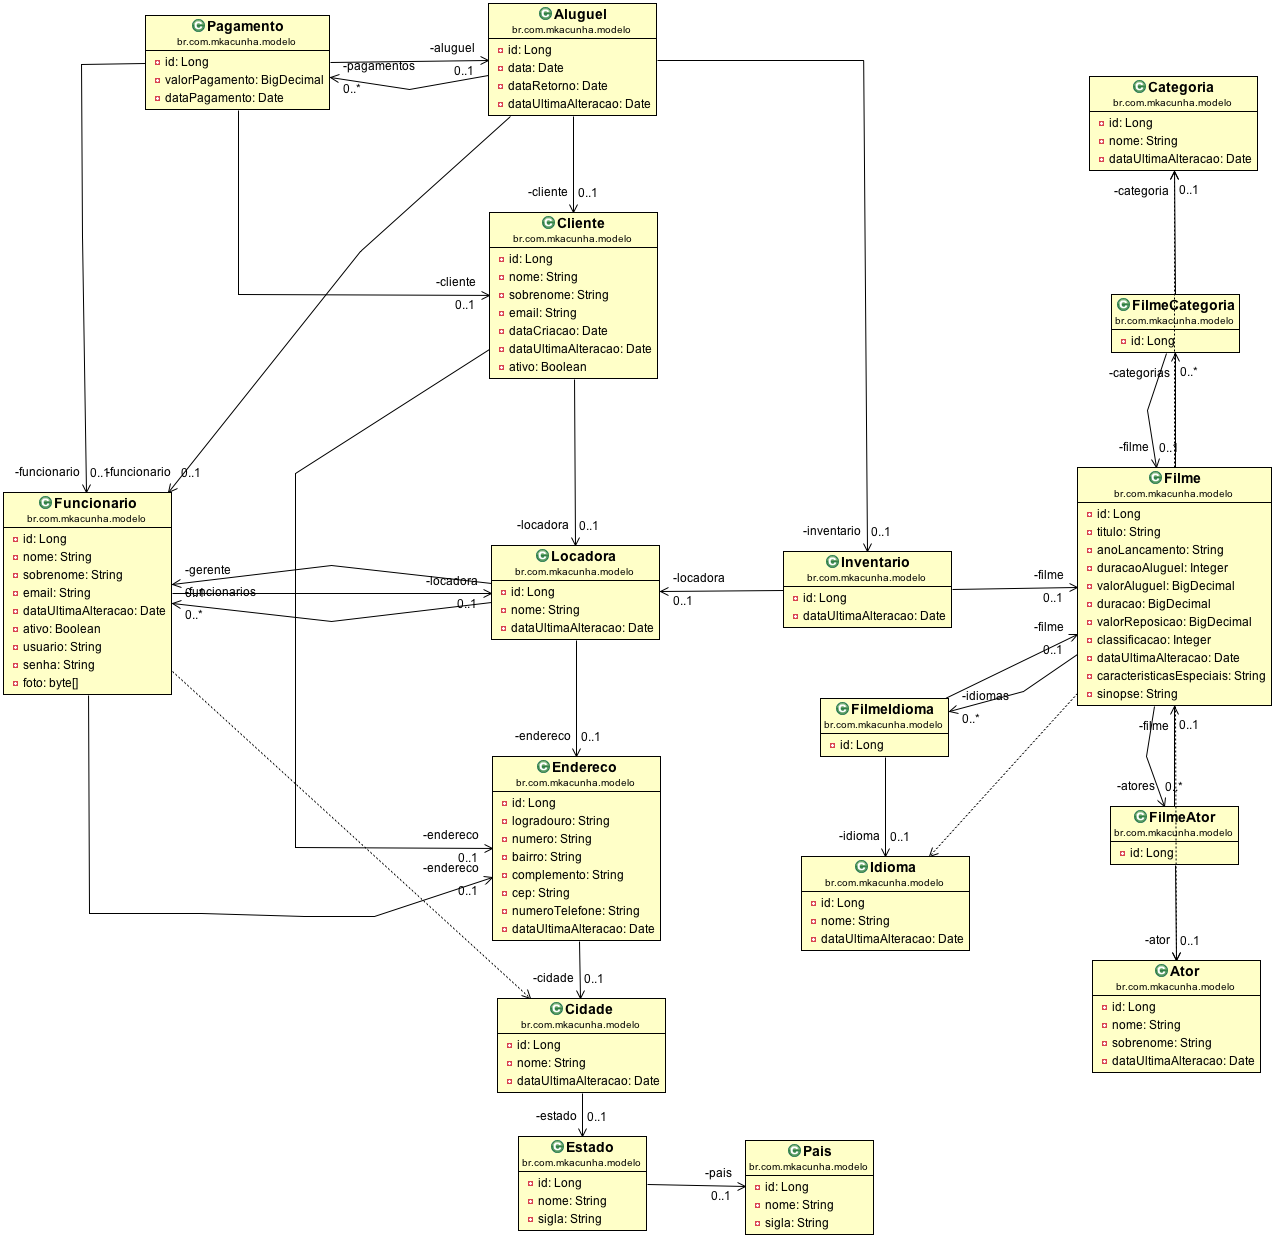 Pagamento
br.com.mkacunha.modelo
id: Long
valorPagamento: BigDecimal
dataPagamento: Date
Aluguel
br.com.mkacunha.modelo
id: Long
data: Date
dataRetorno: Date
dataUltimaAlteracao: Date
-aluguel
0..1
-pagamentos
0..*
Categoria
br.com.mkacunha.modelo
id: Long
nome: String
dataUltimaAlteracao: Date
-categoria
0..1
-cliente
0..1
Cliente
br.com.mkacunha.modelo
id: Long
nome: String
sobrenome: String
email: String
dataCriacao: Date
dataUltimaAlteracao: Date
ativo: Boolean
-cliente
0..1
FilmeCategoria
br.com.mkacunha.modelo
id: Long
-categorias
0..*
-filme
0..1
-funcionario
0..1
-funcionario
0..1
Funcionario
br.com.mkacunha.modelo
id: Long
nome: String
sobrenome: String
email: String
dataUltimaAlteracao: Date
ativo: Boolean
usuario: String
senha: String
foto: byte[]
-gerente
0..1
-funcionarios
0..*
-locadora
0..1
-locadora
0..1
Locadora
br.com.mkacunha.modelo
id: Long
nome: String
dataUltimaAlteracao: Date
-locadora
0..1
-inventario
0..1
Inventario
br.com.mkacunha.modelo
id: Long
dataUltimaAlteracao: Date
-filme
0..1
Filme
br.com.mkacunha.modelo
id: Long
titulo: String
anoLancamento: String
duracaoAluguel: Integer
valorAluguel: BigDecimal
duracao: BigDecimal
valorReposicao: BigDecimal
classificacao: Integer
dataUltimaAlteracao: Date
caracteristicasEspeciais: String
sinopse: String
-filme
0..1
-idiomas
0..*
FilmeIdioma
br.com.mkacunha.modelo
id: Long
-filme
0..1
-atores
0..*
FilmeAtor
br.com.mkacunha.modelo
id: Long
-endereco
0..1
Endereco
br.com.mkacunha.modelo
id: Long
logradouro: String
numero: String
bairro: String
complemento: String
cep: String
numeroTelefone: String
dataUltimaAlteracao: Date
-endereco
0..1
-endereco
0..1
-idioma
0..1
Idioma
br.com.mkacunha.modelo
id: Long
nome: String
dataUltimaAlteracao: Date
-ator
0..1
Ator
br.com.mkacunha.modelo
id: Long
nome: String
sobrenome: String
dataUltimaAlteracao: Date
-cidade
0..1
Cidade
br.com.mkacunha.modelo
id: Long
nome: String
dataUltimaAlteracao: Date
-estado
0..1
Estado
br.com.mkacunha.modelo
id: Long
nome: String
sigla: String
-pais
0..1
Pais
br.com.mkacunha.modelo
id: Long
nome: String
sigla: String